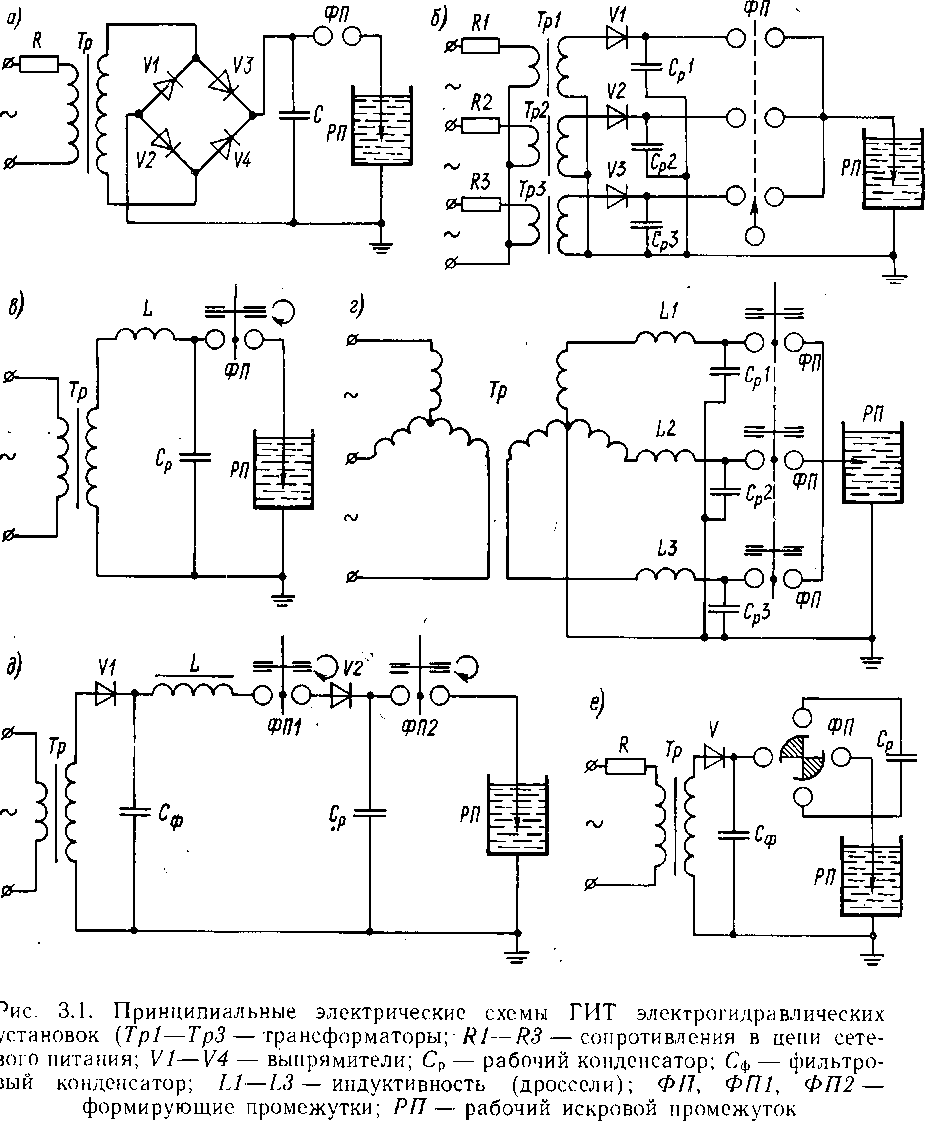 а) R Тр V1 V3 V2 V4 C ФП РП ~
б) R1 Тр1 V1 Cр1 ФП
R2 Тр2 V2 Cр2 РП
R3 Тр3 V3 Cр3
~ ~ ~
в) L ФП
Тр Cр РП ~
г) L1 Cр1 ФП
Тр L2 Cр2 ФП РП
L3 Cр3 ФП
~ ~
д) V1 L ФП1 V2 ФП2
Тр Cф Cр РП ~
е) R Тр V ФП Cр
Cф РП ~
Рис. 3.1. Принципиальные электрические схемы ГИТ электрогидравлических
установок (Тр1—Тр3 — трансформаторы; R1—R3 — сопротивления в цепи сете-
вого питания; V1—V4 — выпрямители; Cр — рабочий конденсатор; Cф — фильтро-
вый конденсатор; L1—L3 — индуктивность (дроссели); ФП, ФП1, ФП2 —
формирующие промежутки; РП — рабочий искровой промежуток